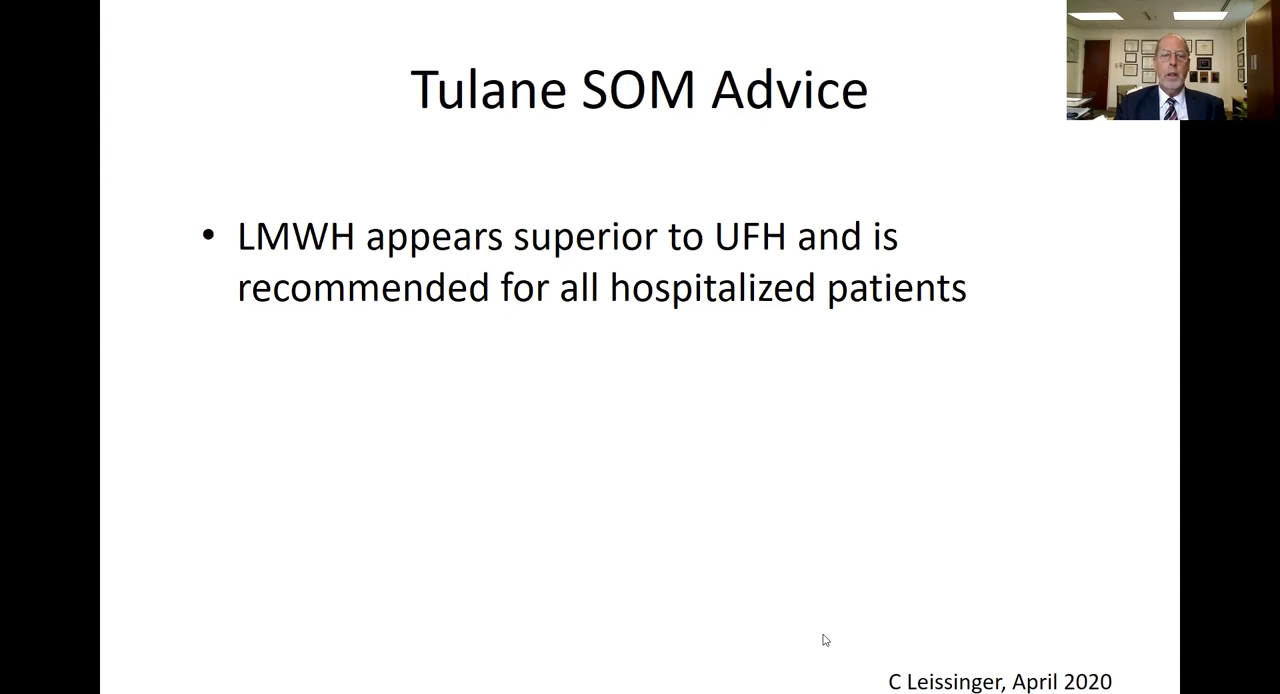 Tulane SOM Advice
• LMWH appears superior to UFH and is
recommended for all hospitalized patients
C Leissinger, April 2020